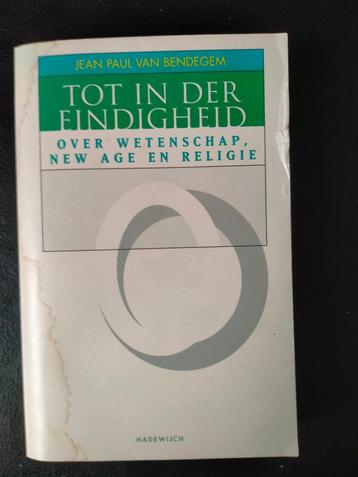 JEAN PAUL VAN BENDEGEM
TOT IN DER
EINDIGHEID
OVER WETENSCHAP,
NEW AGE EN RELIGIE
HADEWIJCH